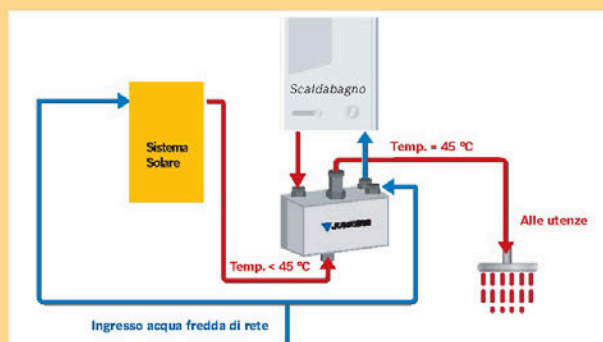 Scaldabagno
Temp. = 45 °C
Sistema
Solare
JUNKERS
Alle utenze
Temp. < 45 °C
Ingresso acqua fredda di rete